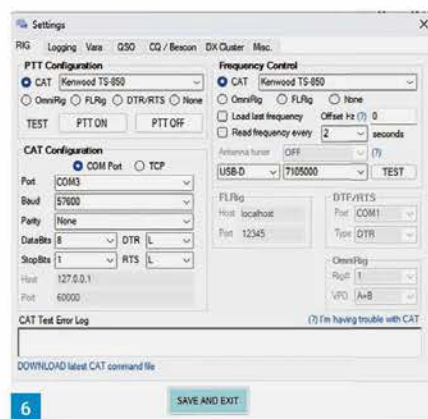 Settings
RIG Logging Vara QSO CQ / Beacon DX Cluster Misc.
PTT Configuration
CAT Kenwood TS-850
OmniRig FLRig DTR/RTS None
TEST PTT ON PTT OFF
CAT Configuration
COM Port TCP
Port COM3
Baud 57600
Parity None
DataBits 8 DTR L
StopBits 1 RTS L
Host 127.0.0.1
Port 60000
Frequency Control
CAT Kenwood TS-850
OmniRig FLRig None
Load last frequency Offset Hz (?) 0
Read frequency every 2 seconds
Antenna tuner OFF (?)
USB-D 7105000 TEST
FLRig
Host localhost
Port 12345
DTF/RTS
Port COM1
Type DTR
OmniRig
Rig# 1
VFO A=B
CAT Test Error Log (?) I'm having trouble with CAT
DOWNLOAD latest CAT command file
6
SAVE AND EXIT